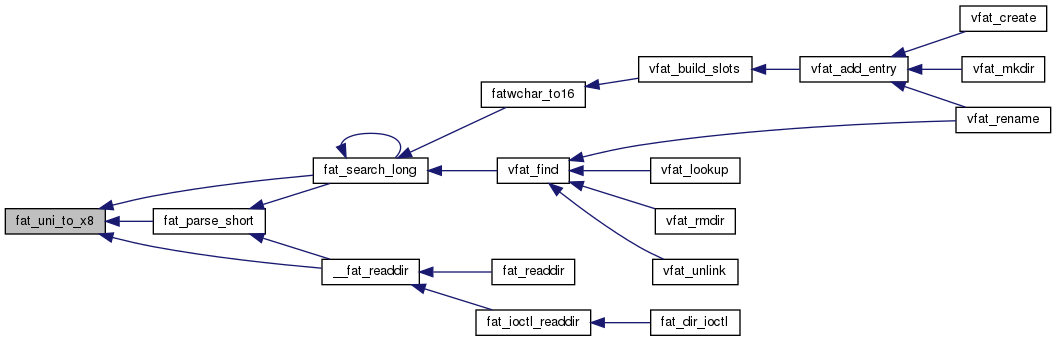 vfat_create
vfat_build_slots
vfat_add_entry
vfat_mkdir
fatwchar_to16
vfat_rename
fat_search_long
vfat_find
vfat_lookup
fat_uni_to_x8
fat_parse_short
vfat_rmdir
__fat_readdir
fat_readdir
vfat_unlink
fat_ioctl_readdir
fat_dir_ioctl